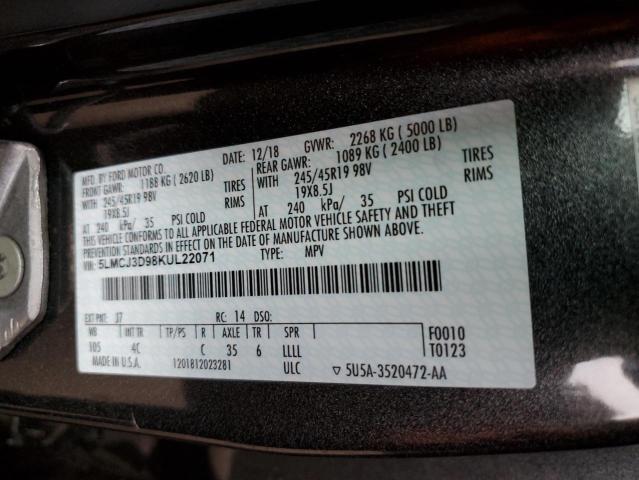 MFD. BY FORD MOTOR CO. DATE: 12/18 GVWR: 2268 KG ( 5000 LB)
FRONT GAWR: 1188 KG ( 2620 LB) REAR GAWR: 1089 KG ( 2400 LB)
WITH 245/45R19 98V TIRES WITH 245/45R19 98V TIRES
19X8.5J RIMS 19X8.5J RIMS
AT 240 kPa/ 35 PSI COLD AT 240 kPa/ 35 PSI COLD
THIS VEHICLE CONFORMS TO ALL APPLICABLE FEDERAL MOTOR VEHICLE SAFETY AND THEFT
PREVENTION STANDARDS IN EFFECT ON THE DATE OF MANUFACTURE SHOWN ABOVE.
VIN: 5LMCJ3D98KUL22071 TYPE: MPV
EXT PNT: J7 RC: 14 DSO:
WB INT TR TP/PS R AXLE TR SPR F0010
105 4C C 35 6 LLLL T0123
MADE IN U.S.A. 1201812023281 ULC ▽ 5U5A-3520472-AA